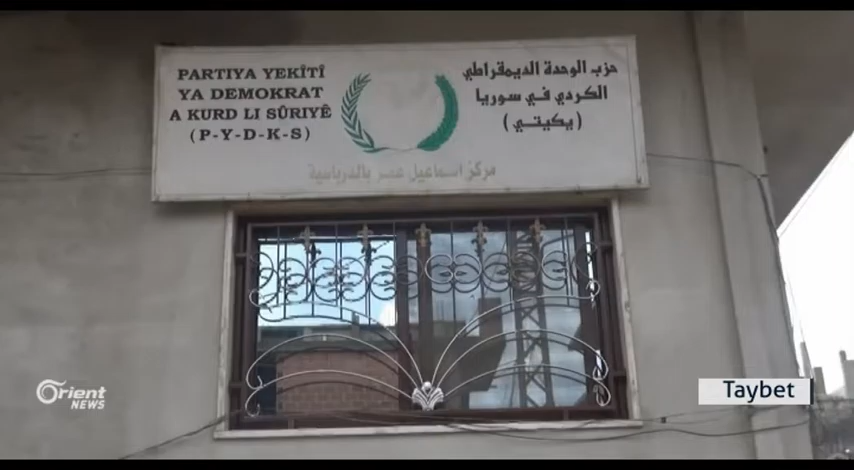 PARTIYA YEKÎTÎ
YA DEMOKRAT
A KURD LI SÛRIYÊ
(P-Y-D-K-S)
حزب الوحدة الديمقراطي
الكردي في سوريا
(يكيتي)
مركز اسماعيل عمر بالدرباسية
Orient
NEWS
Taybet